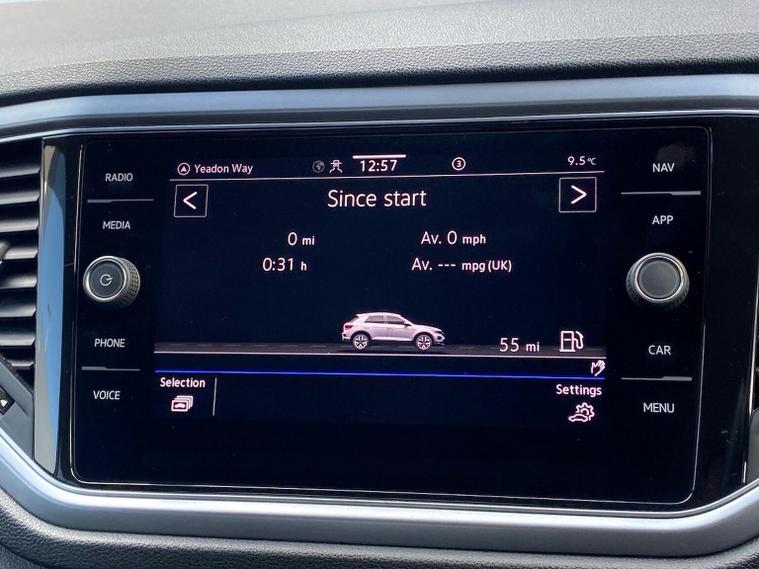 RADIO
MEDIA
PHONE
VOICE
Yeadon Way
12:57
3
9.5°C
< Since start >
0 mi
Av. 0 mph
0:31 h
Av. --- mpg (UK)
55 mi
Selection
Settings
NAV
APP
CAR
MENU